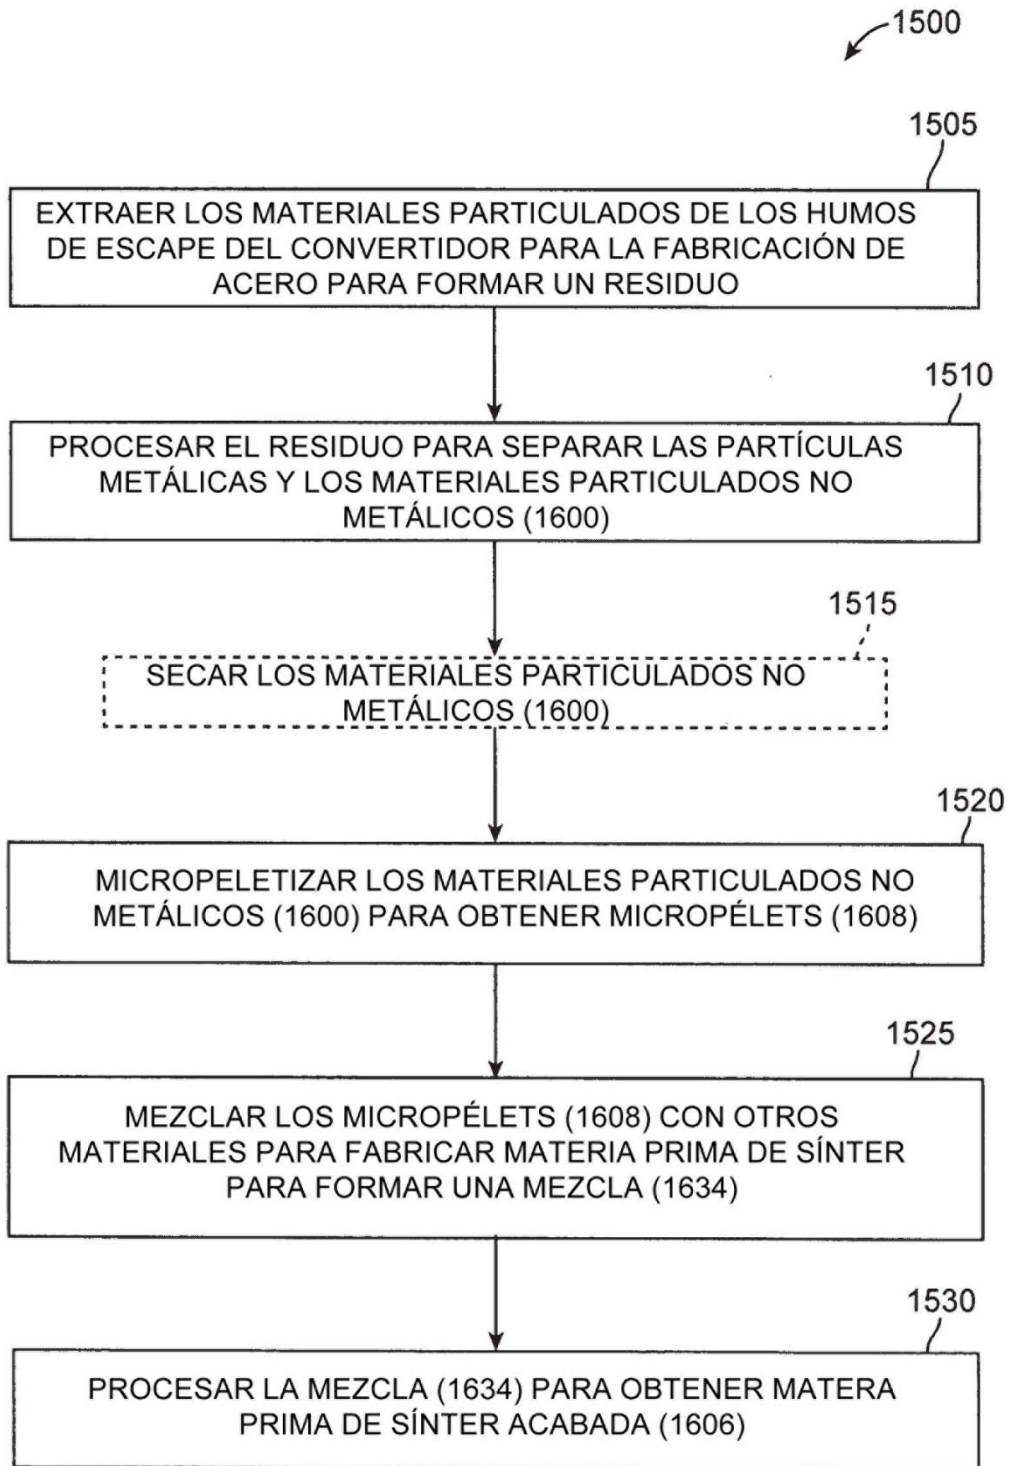 1500
1505
EXTRAER LOS MATERIALES PARTICULADOS DE LOS HUMOS
DE ESCAPE DEL CONVERTIDOR PARA LA FABRICACIÓN DE
ACERO PARA FORMAR UN RESIDUO
1510
PROCESAR EL RESIDUO PARA SEPARAR LAS PARTÍCULAS
METÁLICAS Y LOS MATERIALES PARTICULADOS NO
METÁLICOS (1600)
1515
SECAR LOS MATERIALES PARTICULADOS NO
METÁLICOS (1600)
1520
MICROPELETIZAR LOS MATERIALES PARTICULADOS NO
METÁLICOS (1600) PARA OBTENER MICROPÉLETS (1608)
1525
MEZCLAR LOS MICROPÉLETS (1608) CON OTROS
MATERIALES PARA FABRICAR MATERIA PRIMA DE SÍNTER
PARA FORMAR UNA MEZCLA (1634)
1530
PROCESAR LA MEZCLA (1634) PARA OBTENER MATERA
PRIMA DE SÍNTER ACABADA (1606)